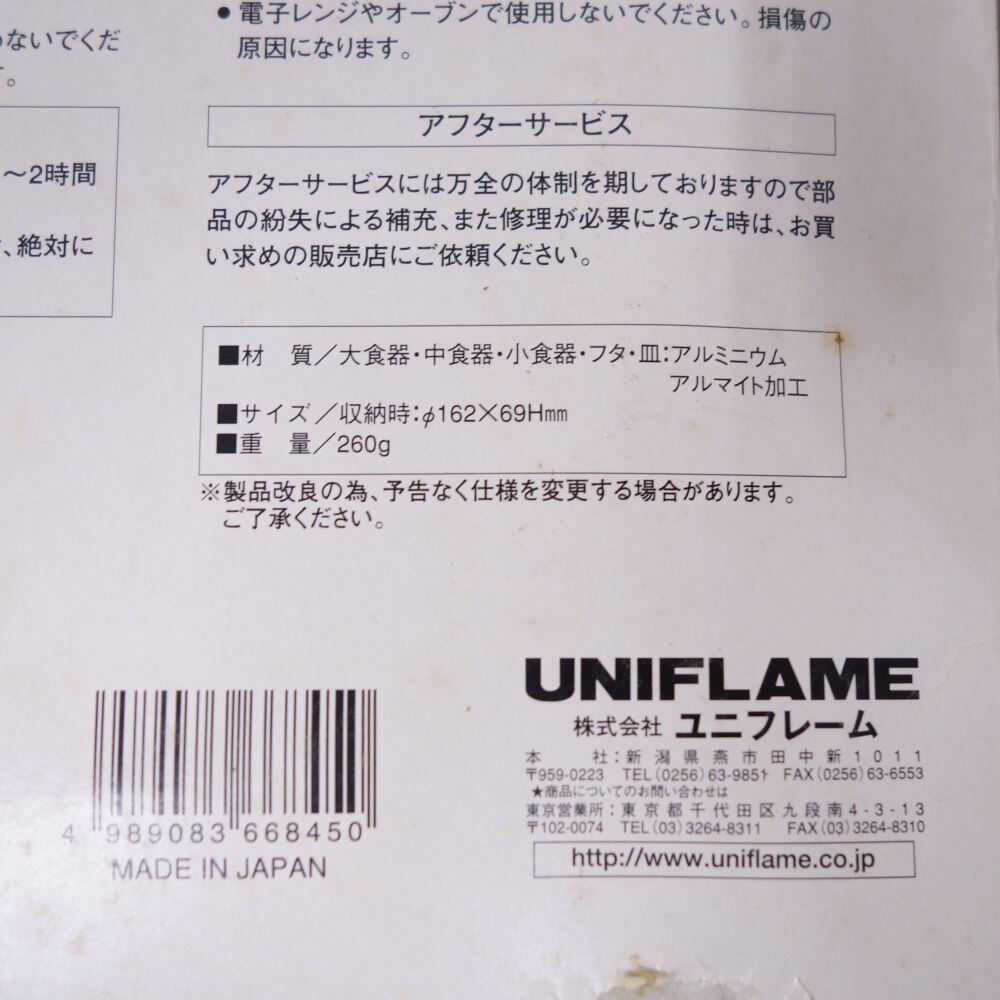 めないでくだ
す。
～2時間
、絶対に
●電子レンジやオーブンで使用しないでください。損傷の
原因になります。
アフターサービス
アフターサービスには万全の体制を期しておりますので部
品の紛失による補充、また修理が必要になった時は、お買
い求めの販売店にご依頼ください。
■材　質／大食器・中食器・小食器・フタ・皿：アルミニウム
アルマイト加工
■サイズ／収納時：φ162×69H㎜
■重　量／260g
※製品改良の為、予告なく仕様を変更する場合があります。
ご了承ください。
4 989083 668450
MADE IN JAPAN
UNIFLAME
株式会社 ユニフレーム
本　　社：新潟県燕市田中新1011
〒959-0223 TEL(0256)63-9851 FAX(0256)63-6553
★商品についてのお問い合わせは
東京営業所：東京都千代田区九段南4-3-13
〒102-0074 TEL(03)3264-8311 FAX(03)3264-8310
http://www.uniflame.co.jp